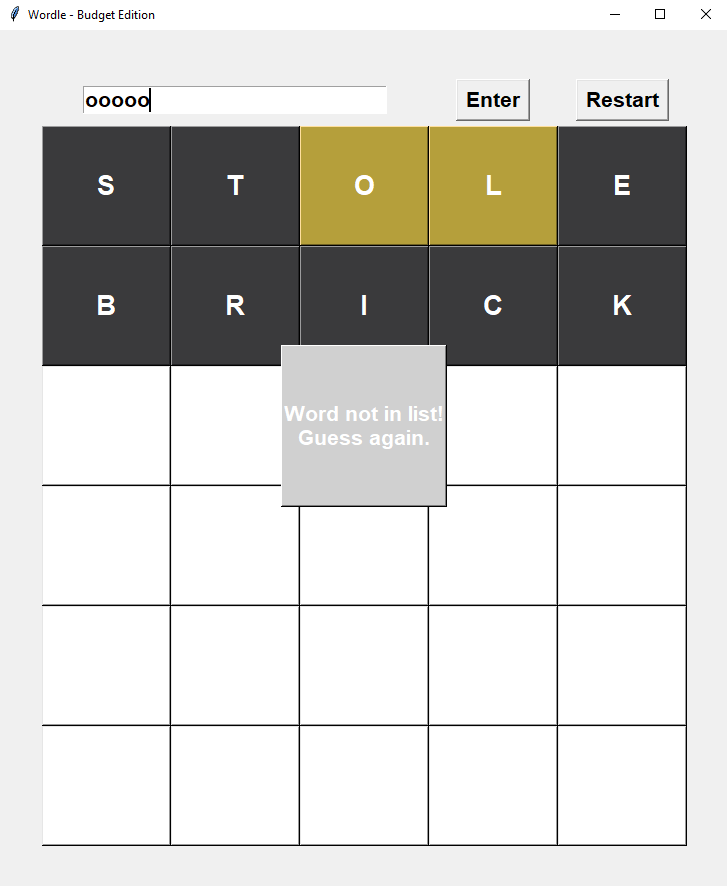 Wordle - Budget Edition
ooooo Enter Restart
S T O L E
B R I C K
Word not in list!
Guess again.